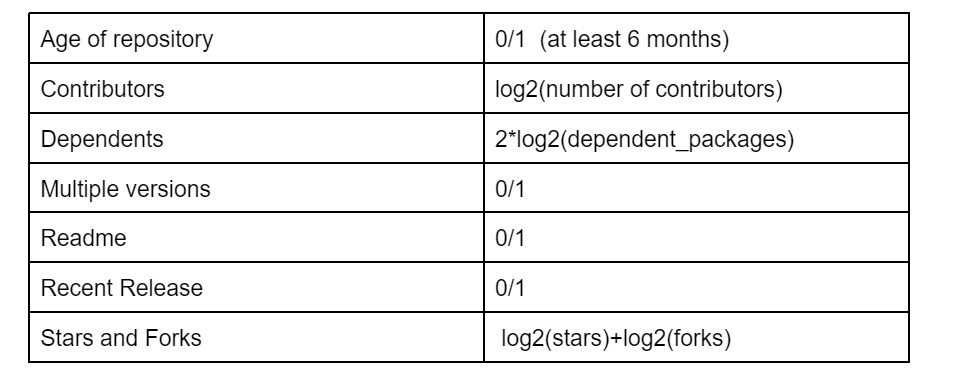 Age of repository 0/1 (at least 6 months)
Contributors log2(number of contributors)
Dependents 2*log2(dependent_packages)
Multiple versions 0/1
Readme 0/1
Recent Release 0/1
Stars and Forks log2(stars)+log2(forks)